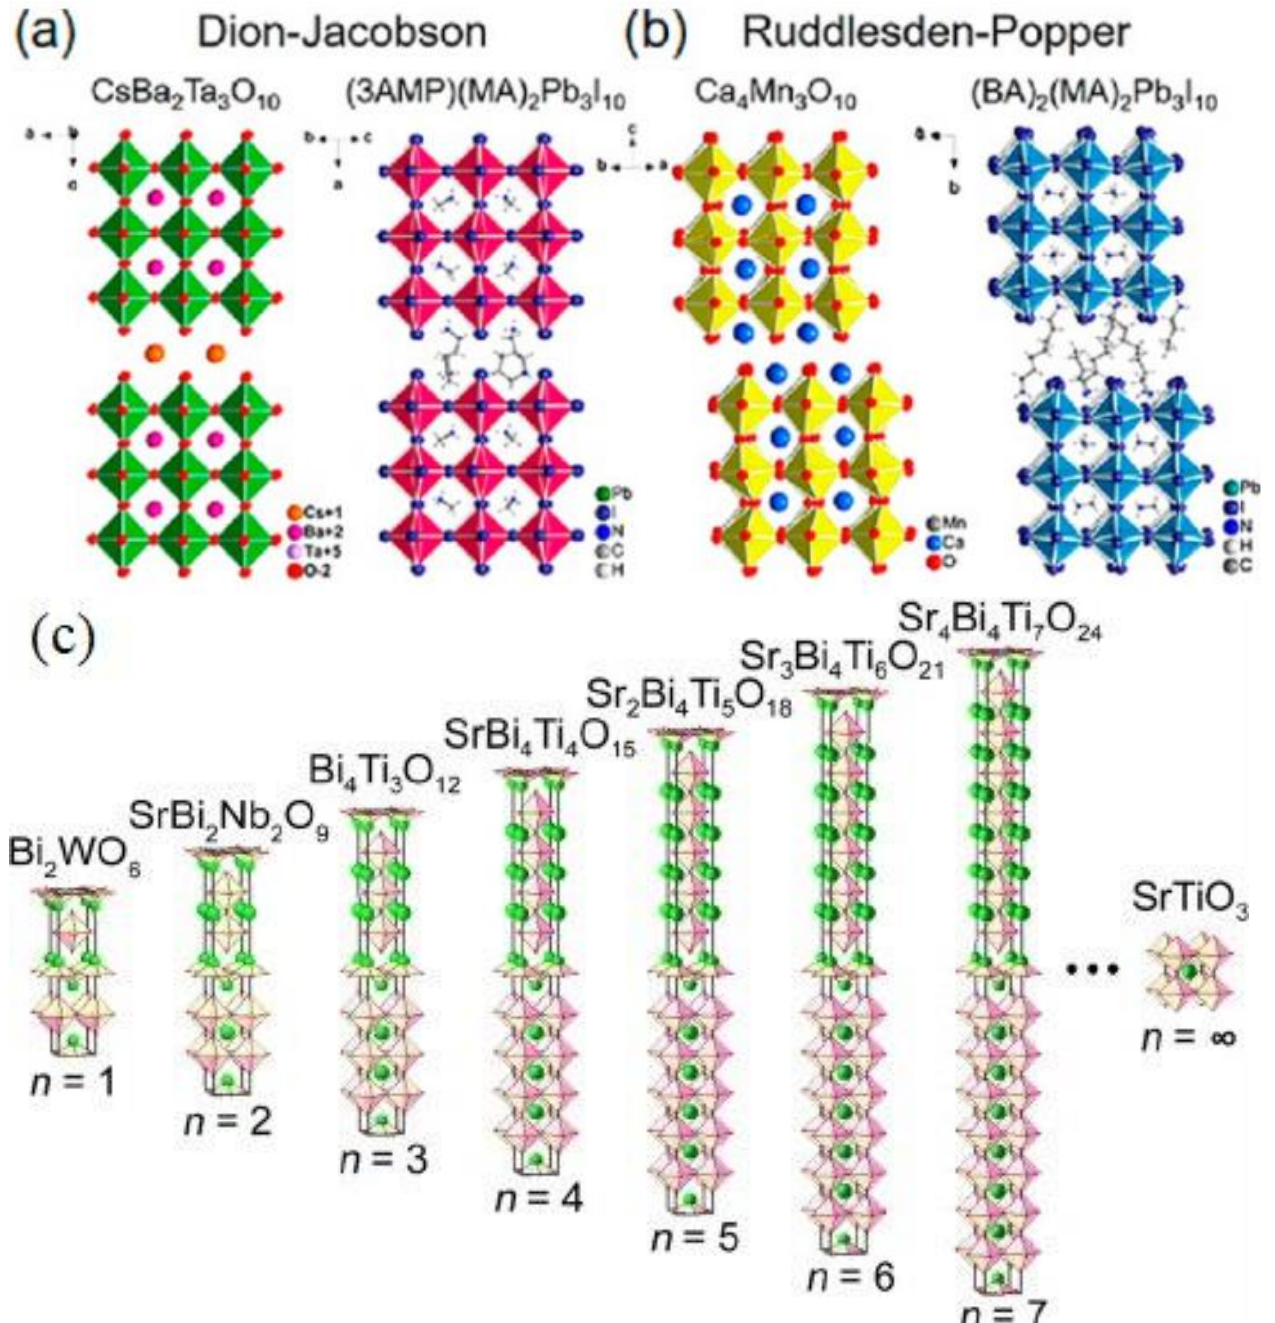 (a) Dion-Jacobson
CsBa₂Ta₃O₁₀
(3AMP)(MA)₂Pb₃I₁₀
a b
c
b c
a
Cs+1
Ba+2
Ta+5
O-2
Pb
I
N
C
H
(b) Ruddlesden-Popper
Ca₄Mn₃O₁₀
(BA)₂(MA)₂Pb₃I₁₀
c
b a
a
b
Mn
Ca
O
Pb
I
N
H
C
(c)
Bi₂WO₆
n = 1
SrBi₂Nb₂O₉
n = 2
Bi₄Ti₃O₁₂
n = 3
SrBi₄Ti₄O₁₅
n = 4
Sr₂Bi₄Ti₅O₁₈
n = 5
Sr₃Bi₄Ti₆O₂₁
n = 6
Sr₄Bi₄Ti₇O₂₄
n = 7
•••
SrTiO₃
n = ∞